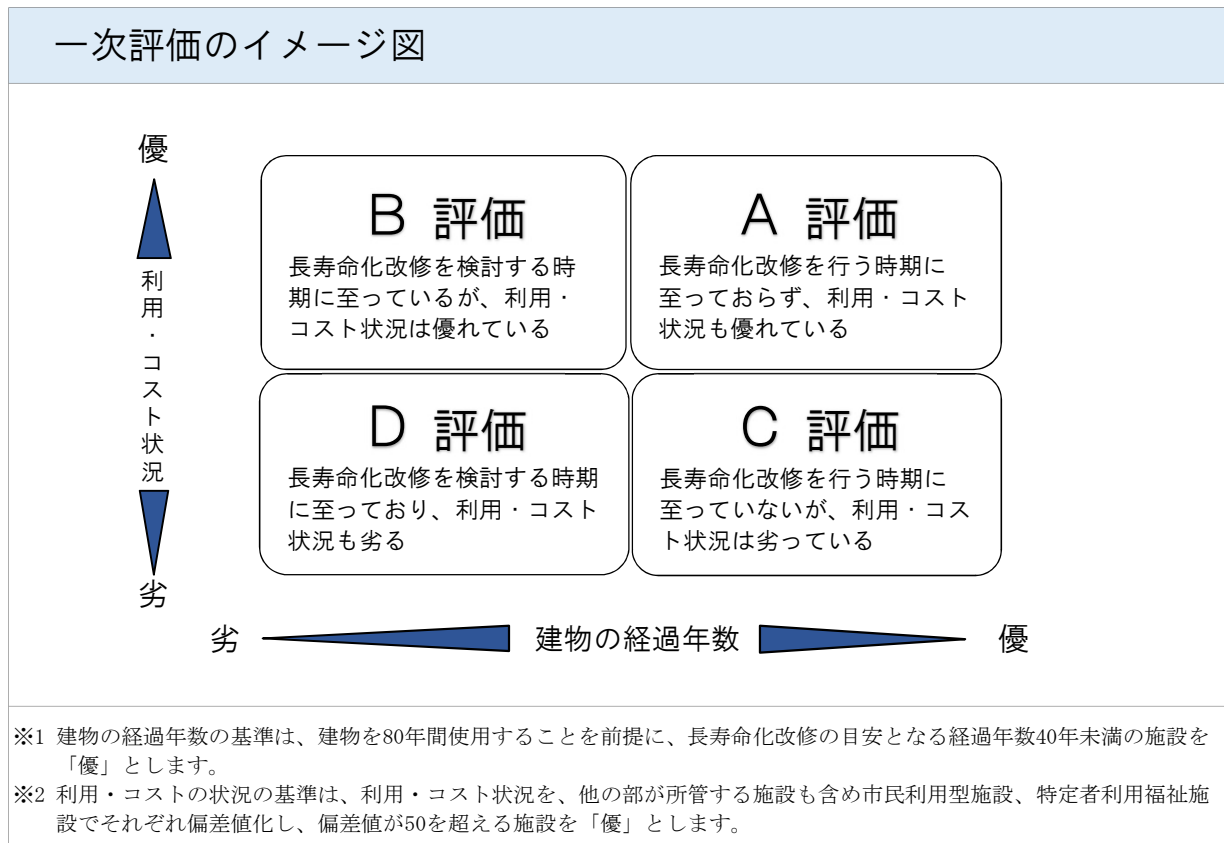 一次評価のイメージ図
優
利用・コスト状況
劣
B 評価
長寿命化改修を検討する時
期に至っているが、利用・
コスト状況は優れている
A 評価
長寿命化改修を行う時期に
至っておらず、利用・コスト
状況も優れている
D 評価
長寿命化改修を検討する時期
に至っており、利用・コスト
状況も劣る
C 評価
長寿命化改修を行う時期に
至っていないが、利用・コス
ト状況は劣っている
劣 建物の経過年数 優
※1 建物の経過年数の基準は、建物を80年間使用することを前提に、長寿命化改修の目安となる経過年数40年未満の施設を
「優」とします。
※2 利用・コストの状況の基準は、利用・コスト状況を、他の部が所管する施設も含め市民利用型施設、特定者利用福祉施
設でそれぞれ偏差値化し、偏差値が50を超える施設を「優」とします。